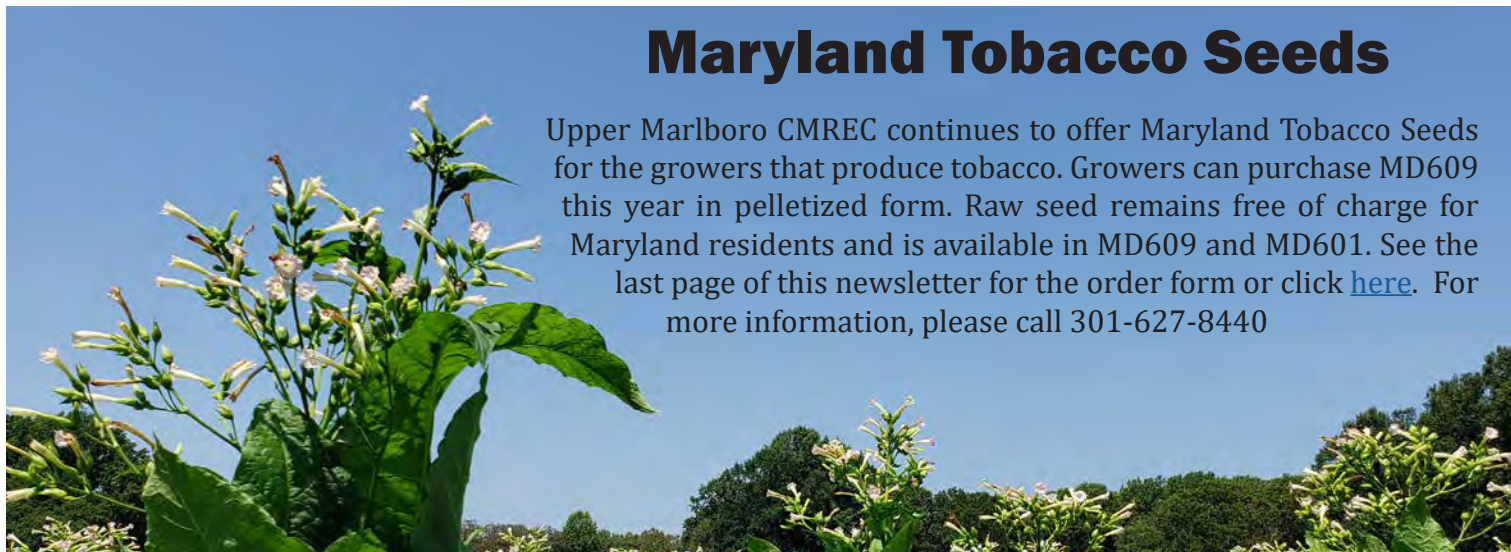 Maryland Tobacco Seeds
Upper Marlboro CMREC continues to offer Maryland Tobacco Seeds
for the growers that produce tobacco. Growers can purchase MD609
this year in pelletized form. Raw seed remains free of charge for
Maryland residents and is available in MD609 and MD601. See the
last page of this newsletter for the order form or click here. For
more information, please call 301-627-8440